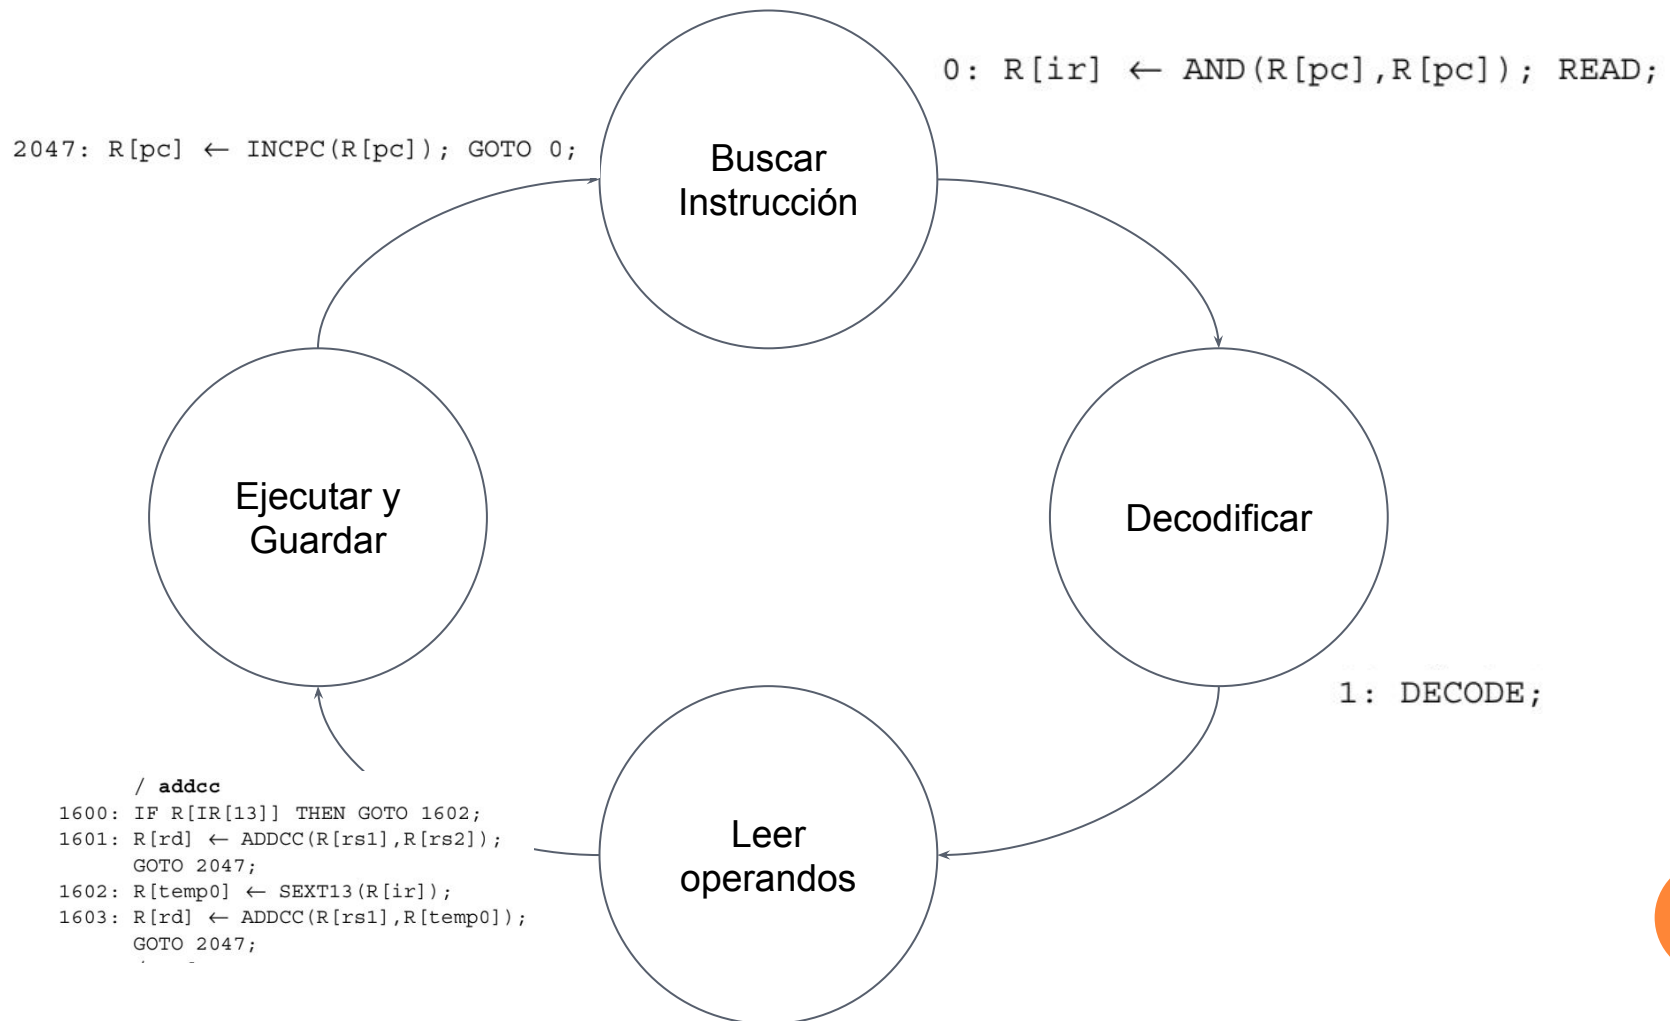 0: R[ir] ← AND(R[pc],R[pc]); READ;
2047: R[pc] ← INCPC(R[pc]); GOTO 0;
Buscar
Instrucción
Ejecutar y
Guardar
Decodificar
1: DECODE;
/ addcc
1600: IF R[IR[13]] THEN GOTO 1602;
1601: R[rd] ← ADDCC(R[rs1],R[rs2]);
GOTO 2047;
1602: R[temp0] ← SEXT13(R[ir]);
1603: R[rd] ← ADDCC(R[rs1],R[temp0]);
GOTO 2047;
Leer
operandos